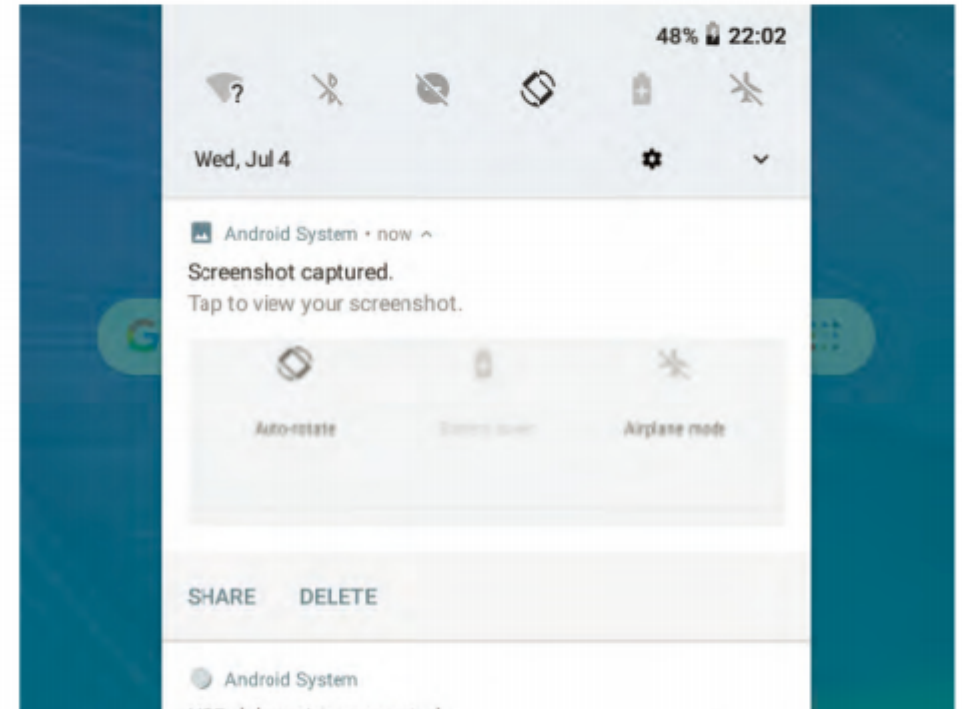 48% 22:02
?
Wed, Jul 4
Android System • now
Screenshot captured.
Tap to view your screenshot.
G
Auto-rotate
Airplane mode
SHARE DELETE
Android System